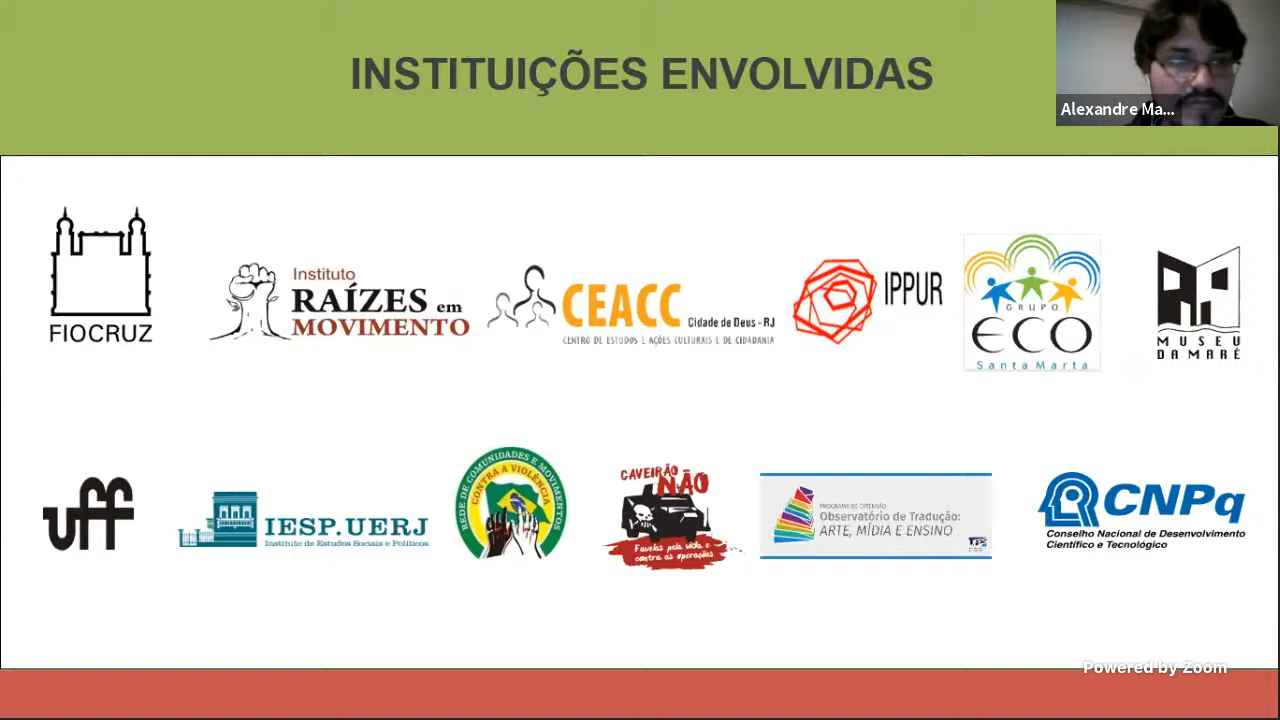 INSTITUIÇÕES ENVOLVIDAS
Alexandre Ma...
FIOCRUZ
Instituto
RAÍZES em
MOVIMENTO
CEACC
Cidade de Deus - RJ
CENTRO DE ESTUDOS E AÇÕES CULTURAIS E DE CIDADANIA
IPPUR
GRUPO
ECO
Santa Marta
MUSEU
DA MARÉ
uff
IESP.UERJ
Instituto de Estudos Sociais e Políticos
REDE DE COMUNIDADES E MOVIMENTOS
CONTRA A VIOLÊNCIA
CAVEIRÃO
NÃO
Favelas pela vida e
contra as operações
PROGRAMA DE EXTENSÃO
Observatório de Tradução:
ARTE, MÍDIA E ENSINO
CNPq
Conselho Nacional de Desenvolvimento
Científico e Tecnológico
Powered by Zoom